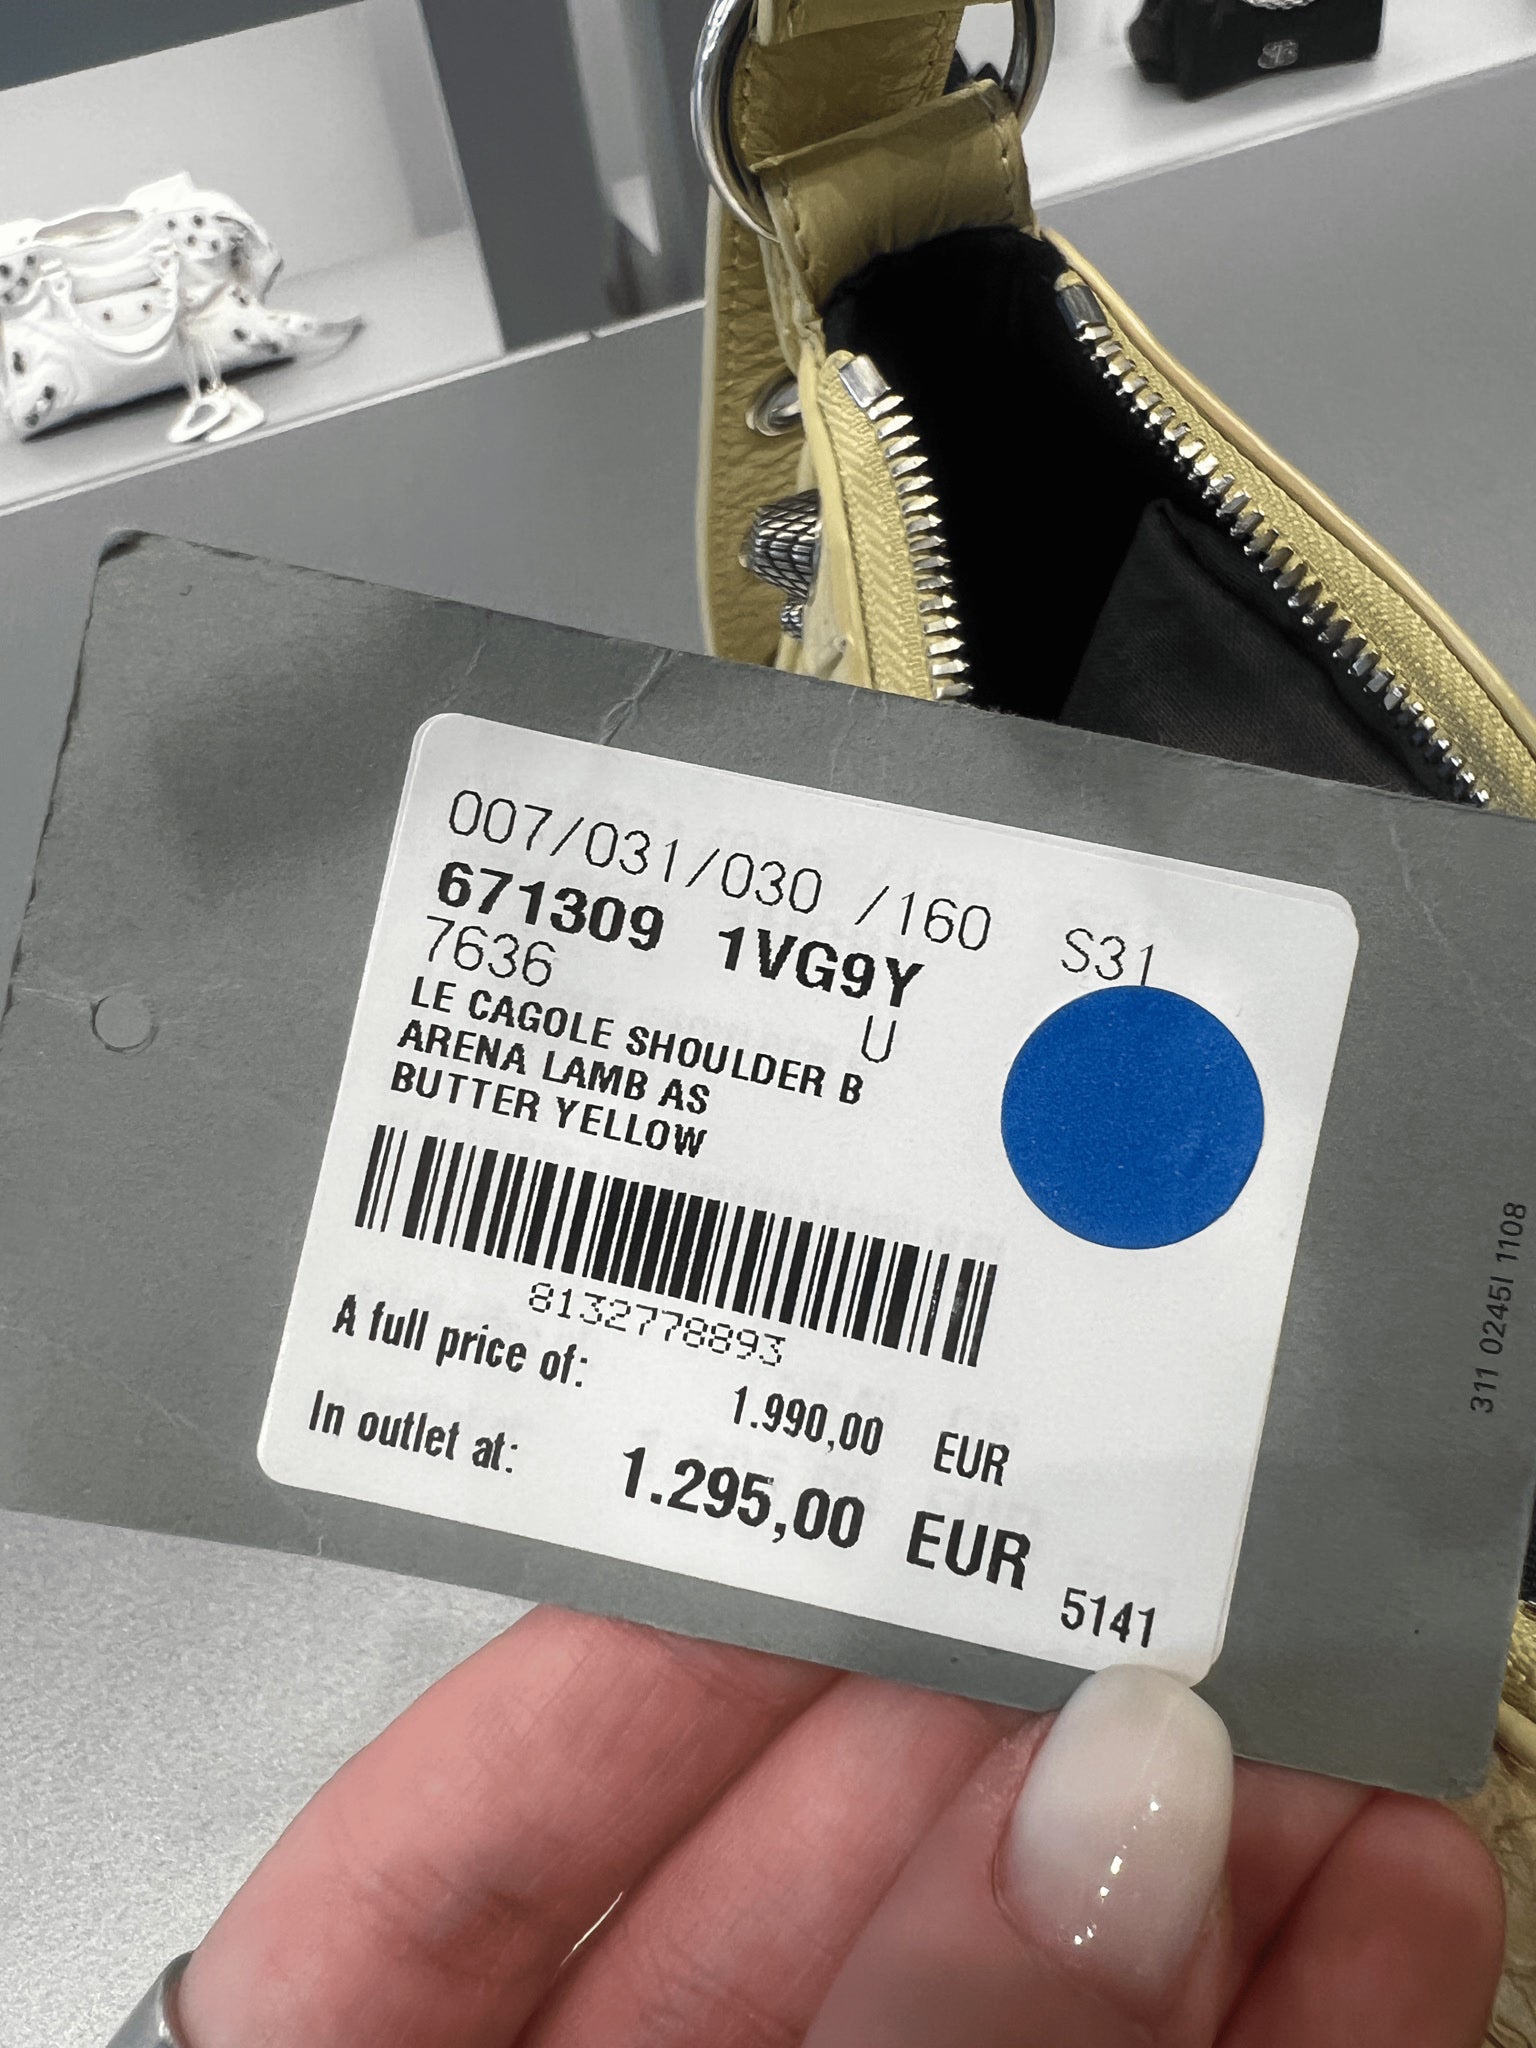 007/031/030 /160 S31
671309 1VG9Y
7636 U
LE CAGOLE SHOULDER B
ARENA LAMB AS
BUTTER YELLOW
8132778893
A full price of: 1.990,00 EUR
In outlet at: 1.295,00 EUR
5141
311 0245I 1108